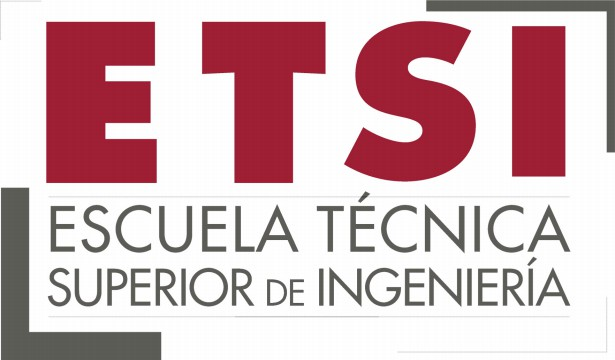 ETSI
ESCUELA TÉCNICA
SUPERIOR DE INGENIERÍA